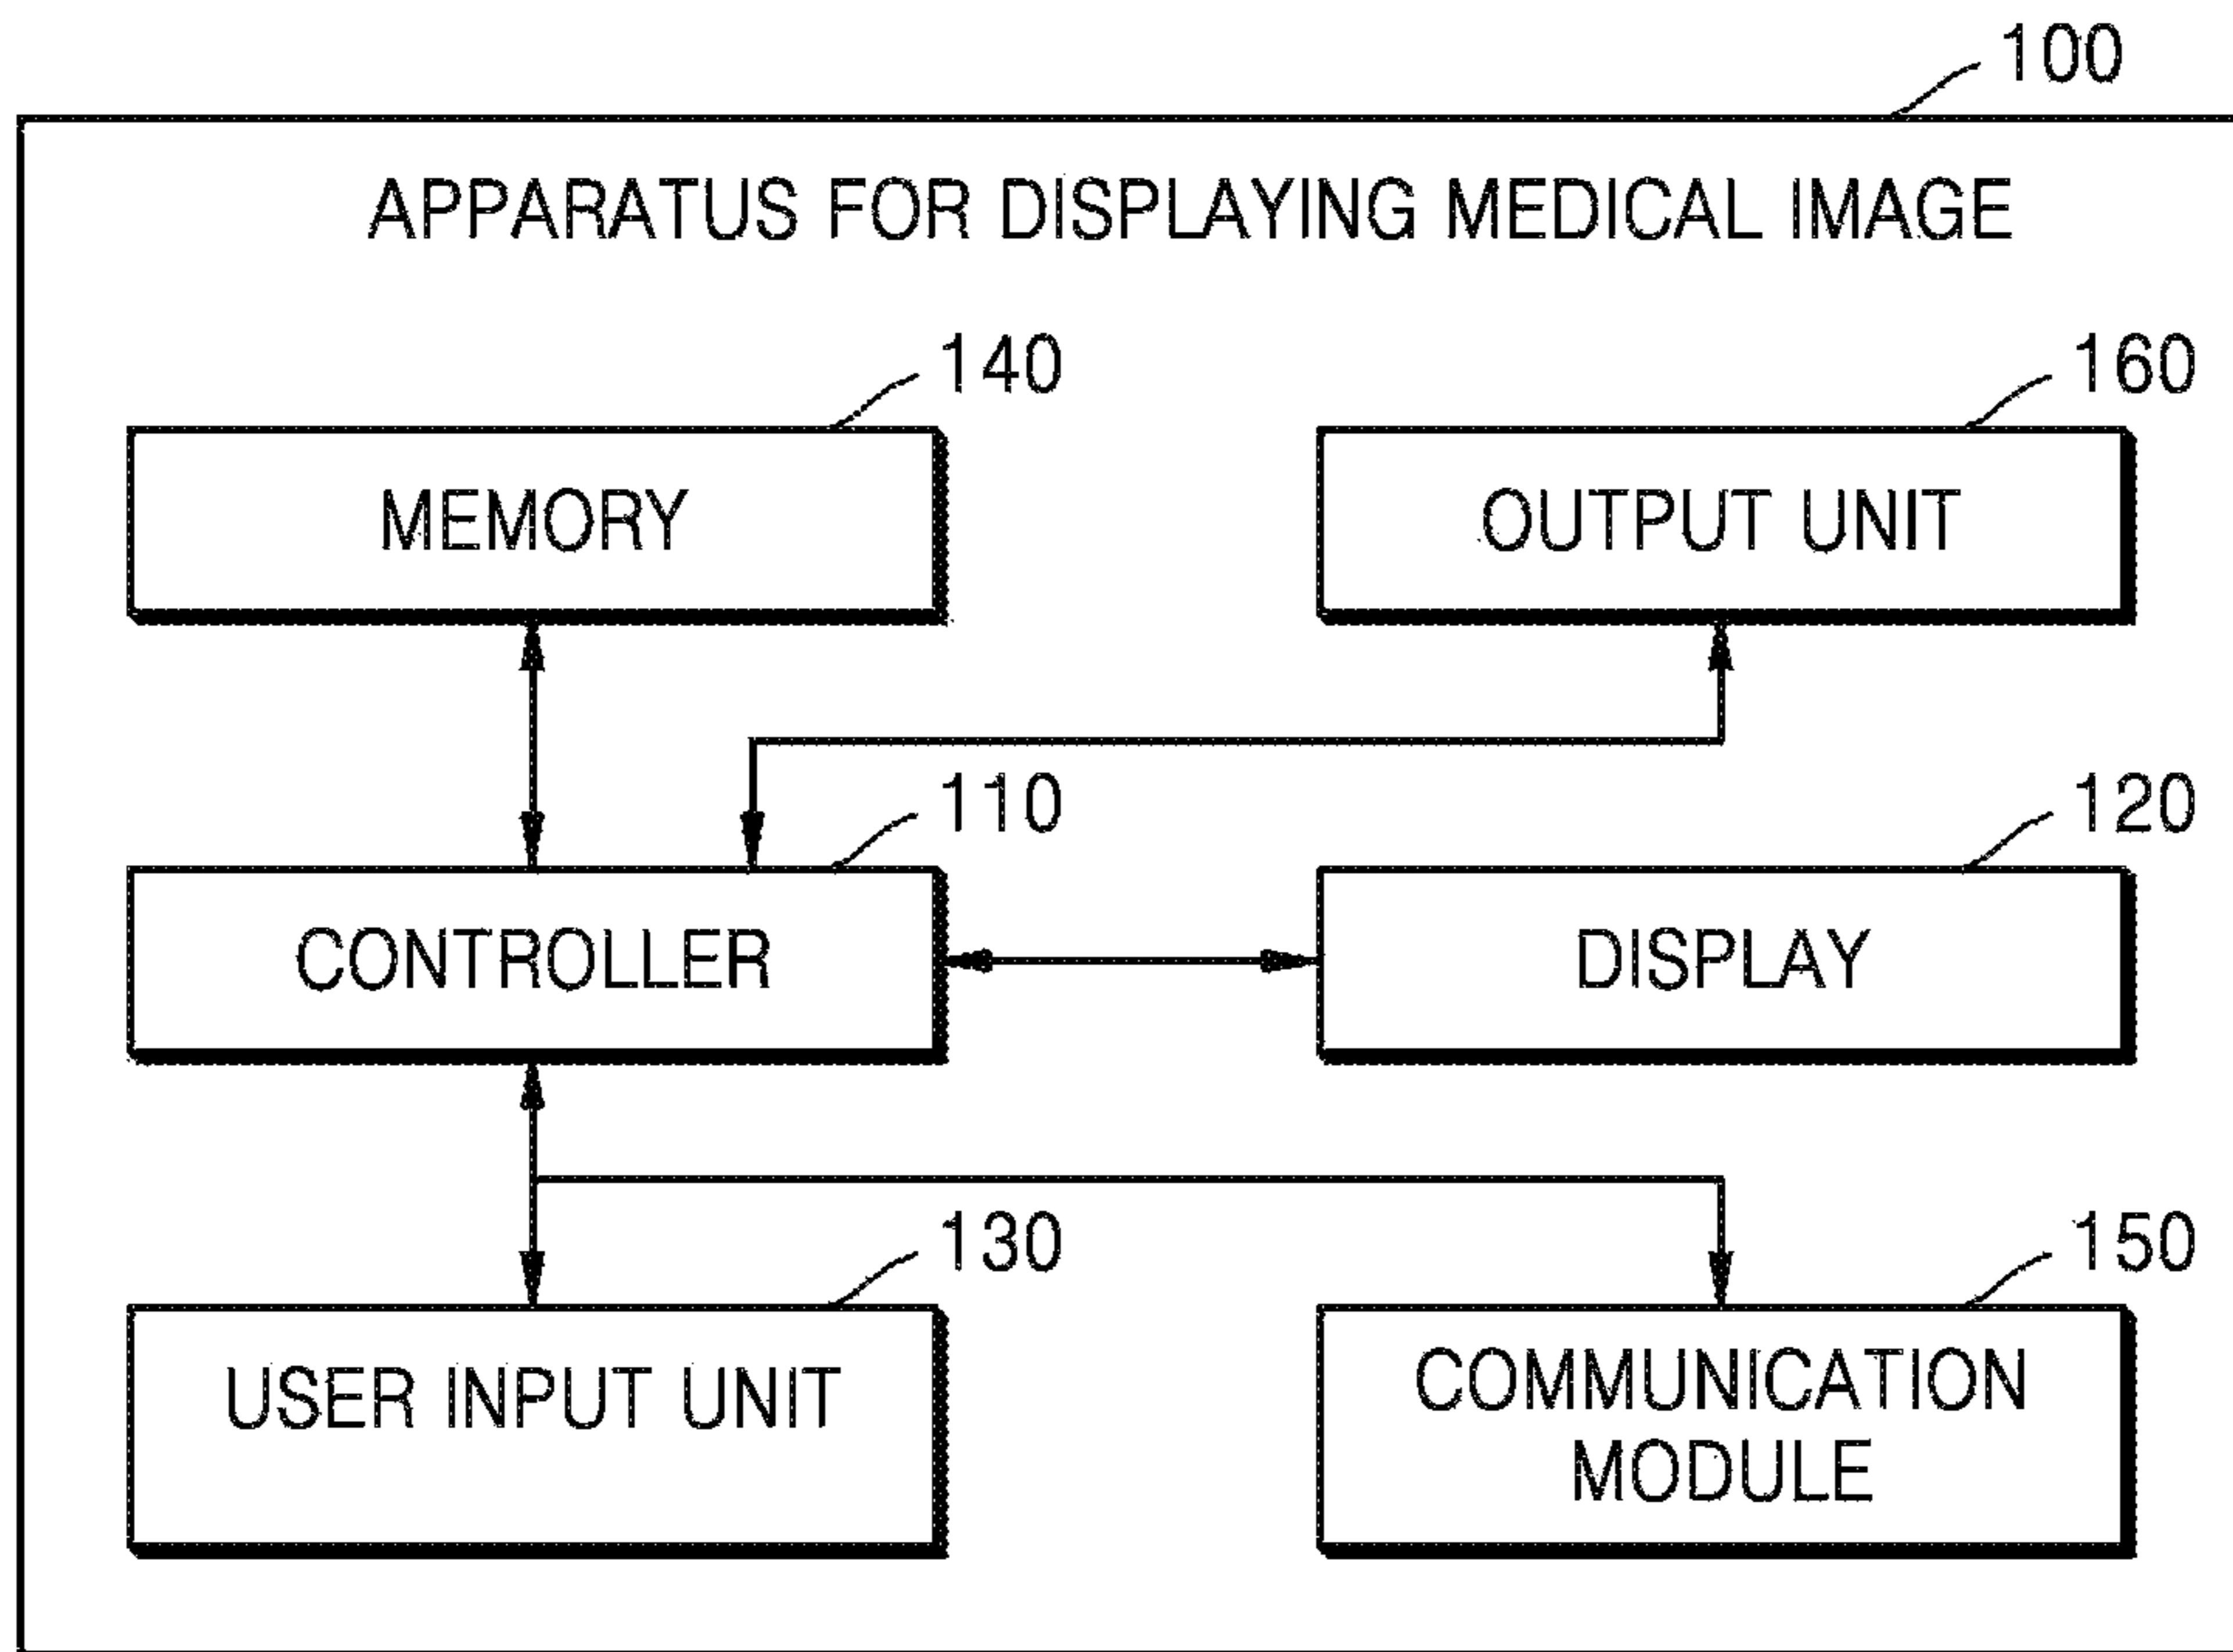 100
APPARATUS FOR DISPLAYING MEDICAL IMAGE
140
160
MEMORY
OUTPUT UNIT
110
120
CONTROLLER
DISPLAY
130
150
USER INPUT UNIT
COMMUNICATION
MODULE